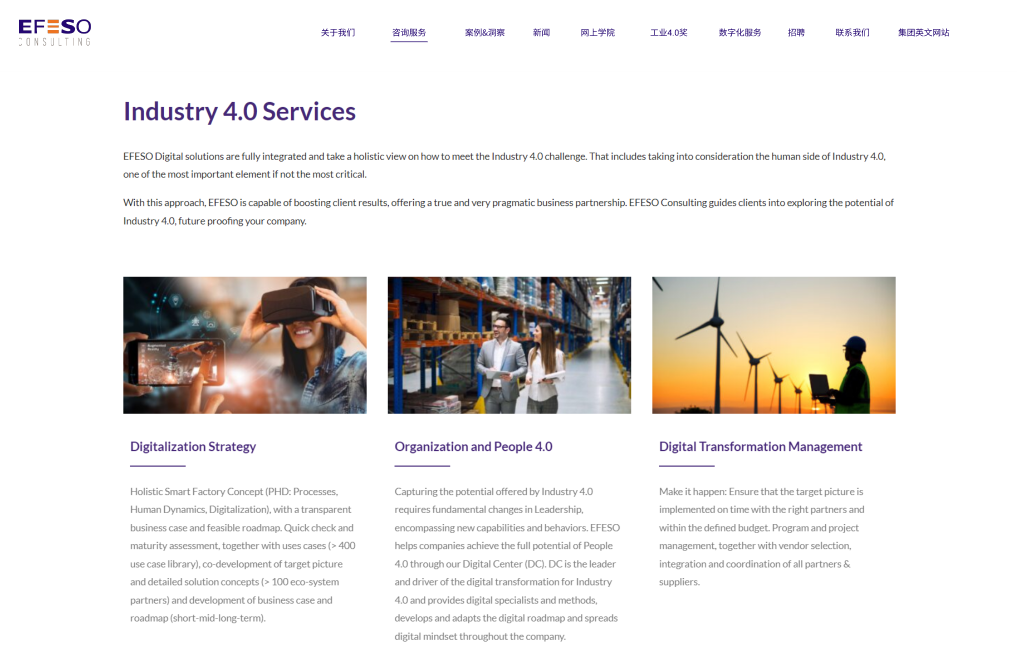 EFESO
CONSULTING
关于我们 咨询服务 案例&洞察 新闻 网上学院 工业4.0奖 数字化服务 招聘 联系我们 集团英文网站
Industry 4.0 Services
EFESO Digital solutions are fully integrated and take a holistic view on how to meet the Industry 4.0 challenge. That includes taking into consideration the human side of Industry 4.0,
one of the most important element if not the most critical.
With this approach, EFESO is capable of boosting client results, offering a true and very pragmatic business partnership. EFESO Consulting guides clients into exploring the potential of
Industry 4.0, future proofing your company.
Digitalization Strategy
Holistic Smart Factory Concept (PHD: Processes,
Human Dynamics, Digitalization), with a transparent
business case and feasible roadmap. Quick check and
maturity assessment, together with uses cases (> 400
use case library), co-development of target picture
and detailed solution concepts (> 100 eco-system
partners) and development of business case and
roadmap (short-mid-long-term).
Organization and People 4.0
Capturing the potential offered by Industry 4.0
requires fundamental changes in Leadership,
encompassing new capabilities and behaviors. EFESO
helps companies achieve the full potential of People
4.0 through our Digital Center (DC). DC is the leader
and driver of the digital transformation for Industry
4.0 and provides digital specialists and methods,
develops and adapts the digital roadmap and spreads
digital mindset throughout the company.
Digital Transformation Management
Make it happen: Ensure that the target picture is
implemented on time with the right partners and
within the defined budget. Program and project
management, together with vendor selection,
integration and coordination of all partners &
suppliers.